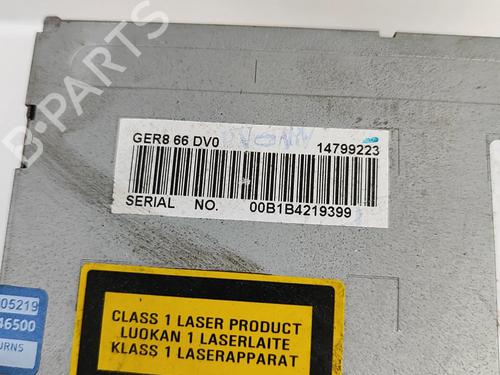 GER8 66 DV0
14799223
SERIAL NO. 00B1B4219399
05219
46500
URNS
CLASS 1 LASER PRODUCT
LUOKAN 1 LASERLAITE
KLASS 1 LASERAPPARAT